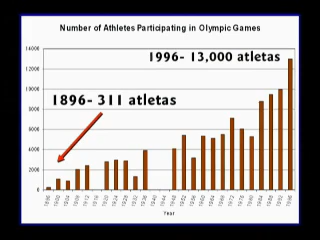 Number of Athletes Participating in Olympic Games
1996- 13,000 atletas
1896- 311 atletas
14000
12000
10000
8000
6000
4000
2000
0
Year